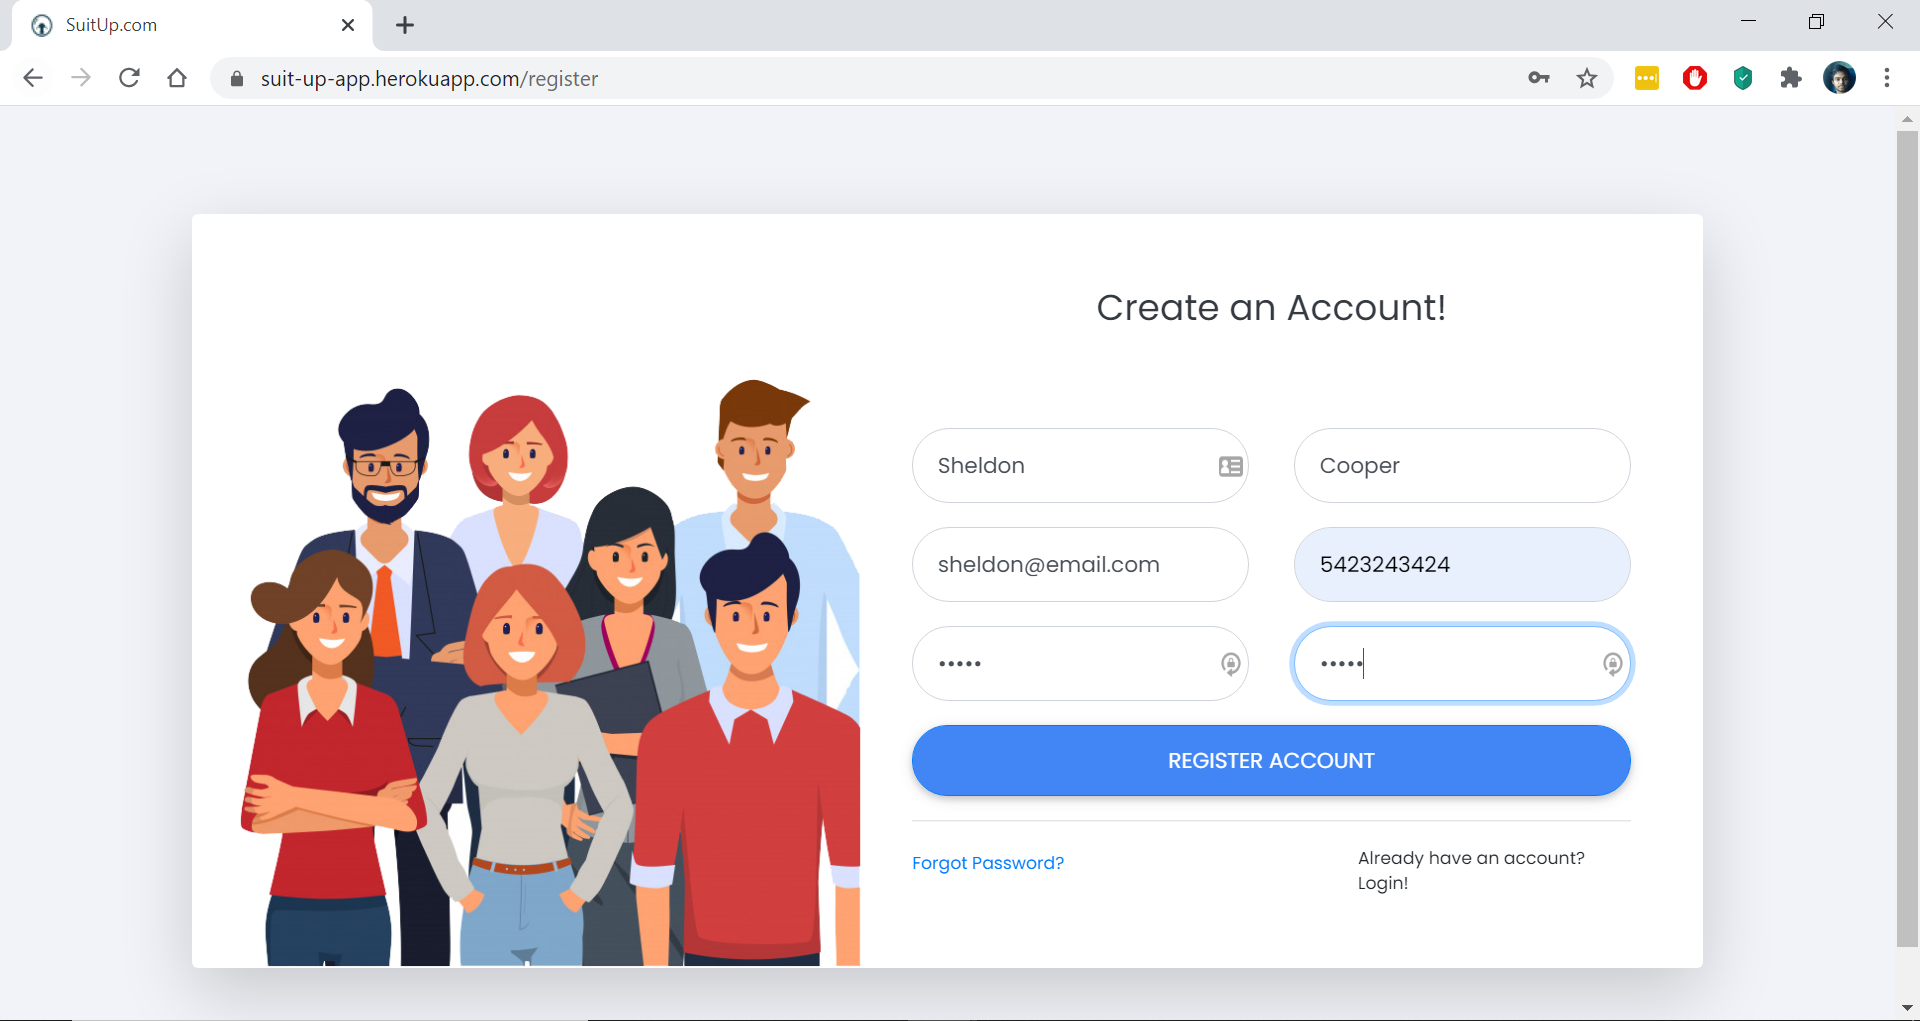 SuitUp.com
suit-up-app.herokuapp.com/register
Create an Account!
Sheldon
Cooper
sheldon@email.com
5423243424
•••••
•••••
REGISTER ACCOUNT
Forgot Password?
Already have an account?
Login!